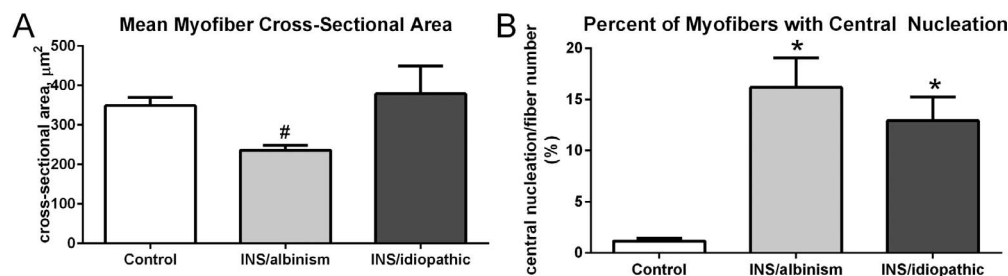 A
Mean Myofiber Cross-Sectional Area
cross-sectional area, μm²
500
400
300
200
100
0
#
Control
INS/albinism
INS/idiopathic
B
Percent of Myofibers with Central Nucleation
central nucleation/fiber number
(%)
20
15
10
5
0
*
*
Control
INS/albinism
INS/idiopathic